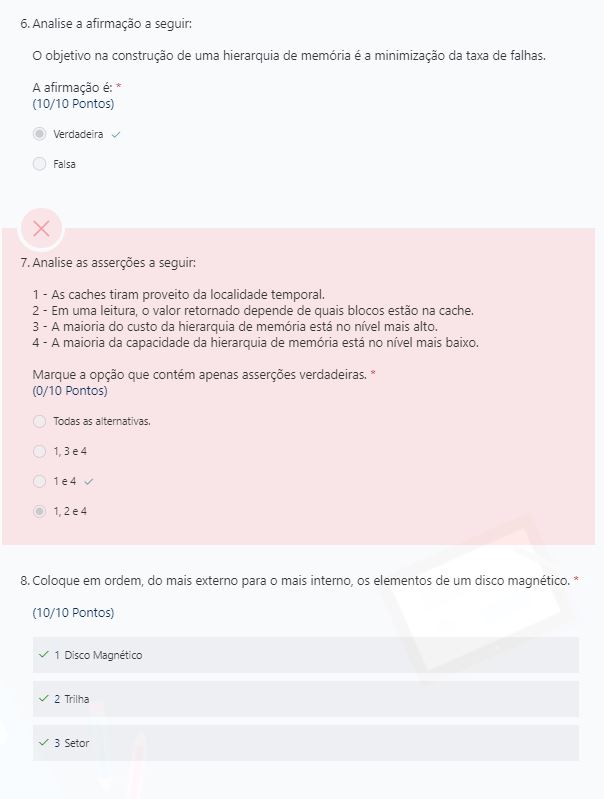 6. Analise a afirmação a seguir:
O objetivo na construção de uma hierarquia de memória é a minimização da taxa de falhas.
A afirmação é: *
(10/10 Pontos)
Verdadeira
Falsa
7. Analise as asserções a seguir:
1 - As caches tiram proveito da localidade temporal.
2 - Em uma leitura, o valor retornado depende de quais blocos estão na cache.
3 - A maioria do custo da hierarquia de memória está no nível mais alto.
4 - A maioria da capacidade da hierarquia de memória está no nível mais baixo.
Marque a opção que contém apenas asserções verdadeiras. *
(0/10 Pontos)
Todas as alternativas.
1, 3 e 4
1 e 4
1, 2 e 4
8. Coloque em ordem, do mais externo para o mais interno, os elementos de um disco magnético. *
(10/10 Pontos)
1 Disco Magnético
2 Trilha
3 Setor